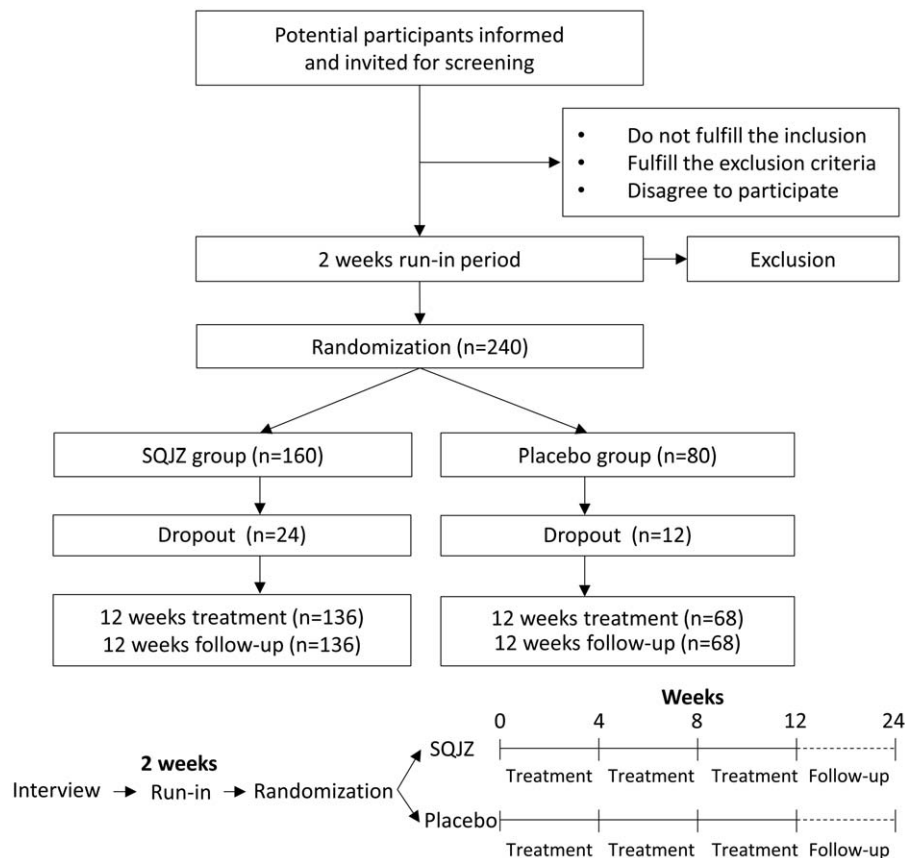 Potential participants informed
and invited for screening
• Do not fulfill the inclusion
• Fulfill the exclusion criteria
• Disagree to participate
2 weeks run-in period
Exclusion
Randomization (n=240)
SQJZ group (n=160)
Placebo group (n=80)
Dropout (n=24)
Dropout (n=12)
12 weeks treatment (n=136)
12 weeks follow-up (n=136)
12 weeks treatment (n=68)
12 weeks follow-up (n=68)
Weeks
0 4 8 12 24
SQJZ
Treatment Treatment Treatment Follow-up
2 weeks
Interview Run-in Randomization
Placebo
Treatment Treatment Treatment Follow-up